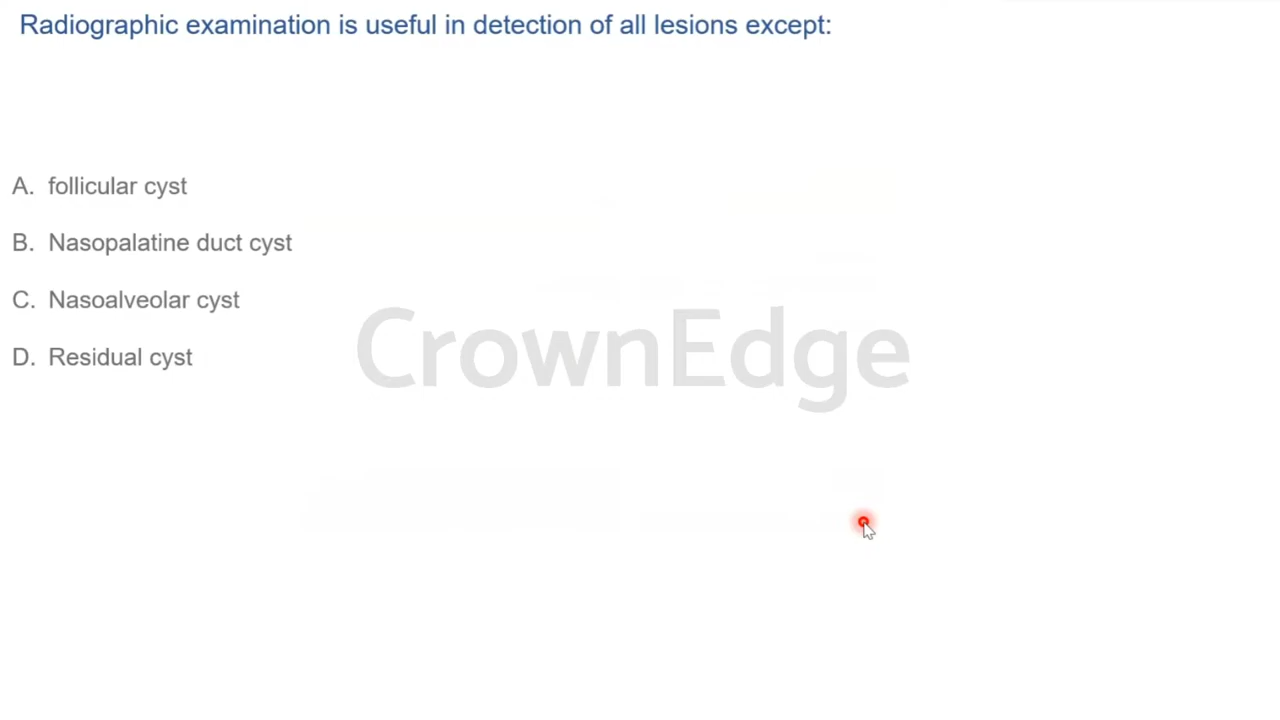 Radiographic examination is useful in detection of all lesions except:
A. follicular cyst
B. Nasopalatine duct cyst
C. Nasoalveolar cyst
D. Residual cyst
CrownEdge